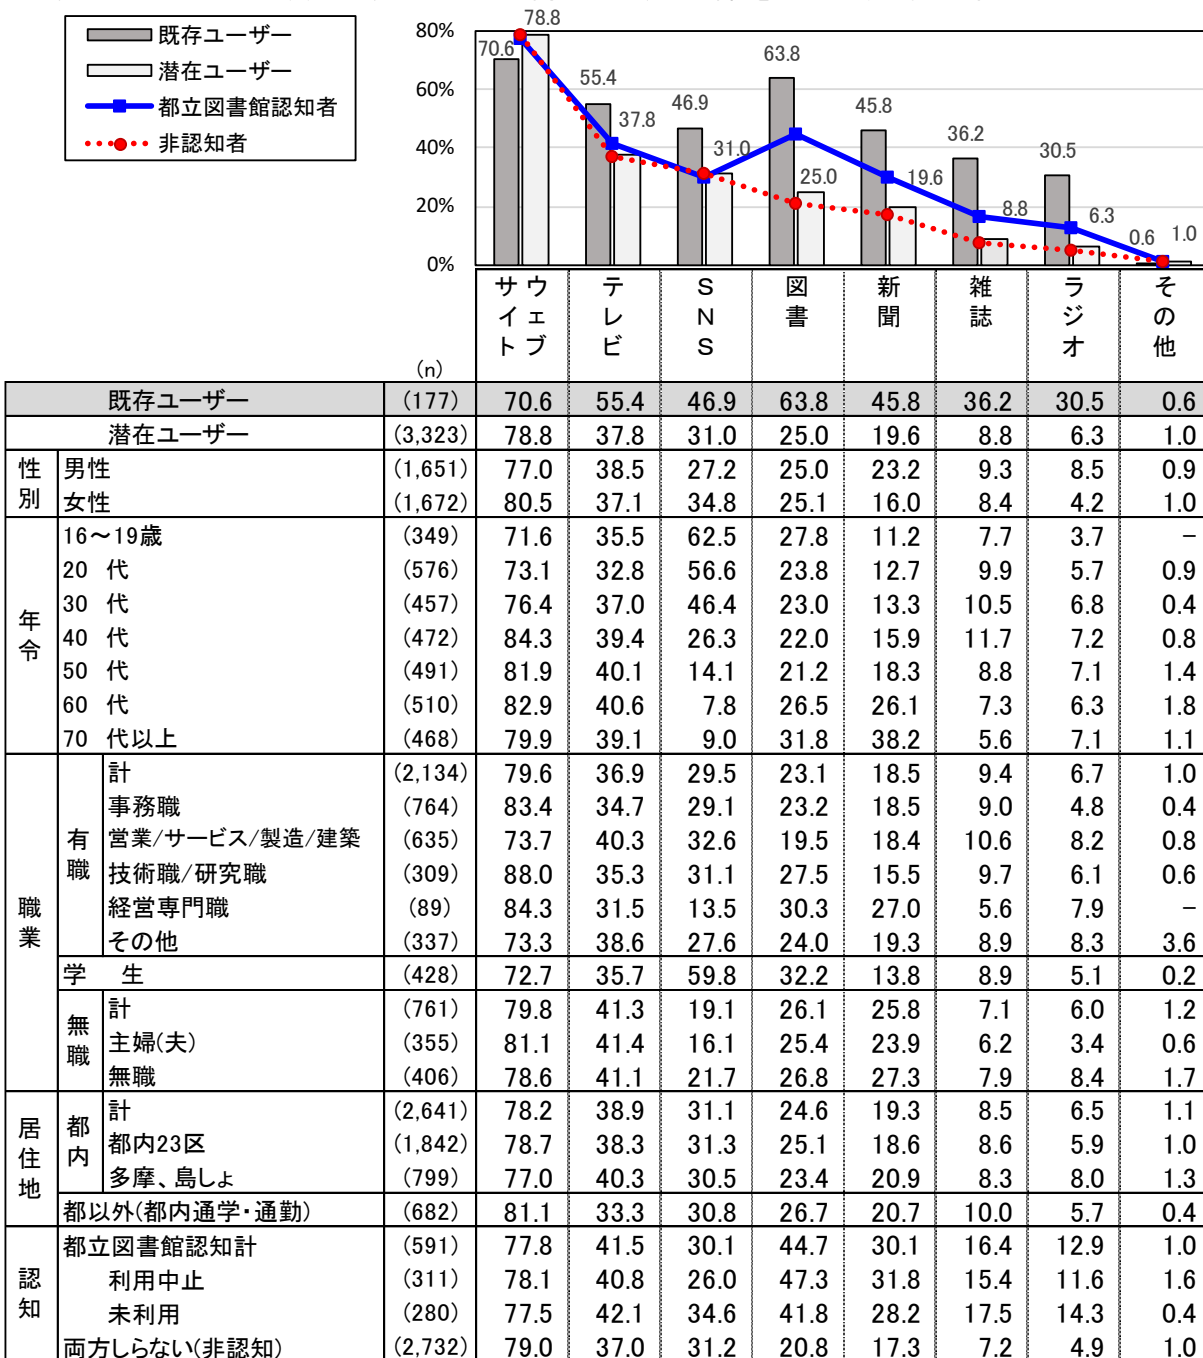 既存ユーザー
潜在ユーザー
都立図書館認知者
非認知者
80%
60%
40%
20%
0%
70.6 78.8
55.4 37.8
46.9 31.0
63.8 25.0
45.8 19.6
36.2 8.8
30.5 6.3
0.6 1.0
(n) ウェブサイト テレビ SNS 図書 新聞 雑誌 ラジオ その他
既存ユーザー (177) 70.6 55.4 46.9 63.8 45.8 36.2 30.5 0.6
潜在ユーザー (3,323) 78.8 37.8 31.0 25.0 19.6 8.8 6.3 1.0
性別
男性 (1,651) 77.0 38.5 27.2 25.0 23.2 9.3 8.5 0.9
女性 (1,672) 80.5 37.1 34.8 25.1 16.0 8.4 4.2 1.0
年令
16～19歳 (349) 71.6 35.5 62.5 27.8 11.2 7.7 3.7 －
20 代 (576) 73.1 32.8 56.6 23.8 12.7 9.9 5.7 0.9
30 代 (457) 76.4 37.0 46.4 23.0 13.3 10.5 6.8 0.4
40 代 (472) 84.3 39.4 26.3 22.0 15.9 11.7 7.2 0.8
50 代 (491) 81.9 40.1 14.1 21.2 18.3 8.8 7.1 1.4
60 代 (510) 82.9 40.6 7.8 26.5 26.1 7.3 6.3 1.8
70 代以上 (468) 79.9 39.1 9.0 31.8 38.2 5.6 7.1 1.1
職業
有職
計 (2,134) 79.6 36.9 29.5 23.1 18.5 9.4 6.7 1.0
事務職 (764) 83.4 34.7 29.1 23.2 18.5 9.0 4.8 0.4
営業/サービス/製造/建築 (635) 73.7 40.3 32.6 19.5 18.4 10.6 8.2 0.8
技術職/研究職 (309) 88.0 35.3 31.1 27.5 15.5 9.7 6.1 0.6
経営専門職 (89) 84.3 31.5 13.5 30.3 27.0 5.6 7.9 －
その他 (337) 73.3 38.6 27.6 24.0 19.3 8.9 8.3 3.6
学 生 (428) 72.7 35.7 59.8 32.2 13.8 8.9 5.1 0.2
無職
計 (761) 79.8 41.3 19.1 26.1 25.8 7.1 6.0 1.2
主婦(夫) (355) 81.1 41.4 16.1 25.4 23.9 6.2 3.4 0.6
無職 (406) 78.6 41.1 21.7 26.8 27.3 7.9 8.4 1.7
居住地
都内
計 (2,641) 78.2 38.9 31.1 24.6 19.3 8.5 6.5 1.1
都内23区 (1,842) 78.7 38.3 31.3 25.1 18.6 8.6 5.9 1.0
多摩、島しょ (799) 77.0 40.3 30.5 23.4 20.9 8.3 8.0 1.3
都以外(都内通学・通勤) (682) 81.1 33.3 30.8 26.7 20.7 10.0 5.7 0.4
認知
都立図書館認知計 (591) 77.8 41.5 30.1 44.7 30.1 16.4 12.9 1.0
利用中止 (311) 78.1 40.8 26.0 47.3 31.8 15.4 11.6 1.6
未利用 (280) 77.5 42.1 34.6 41.8 28.2 17.5 14.3 0.4
両方しらない(非認知) (2,732) 79.0 37.0 31.2 20.8 17.3 7.2 4.9 1.0